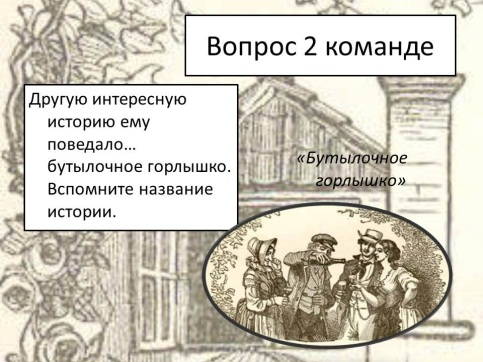 Вопрос 2 команде
Другую интересную
историю ему
поведало…
бутылочное горлышко.
Вспомните название
истории.
«Бутылочное
горлышко»